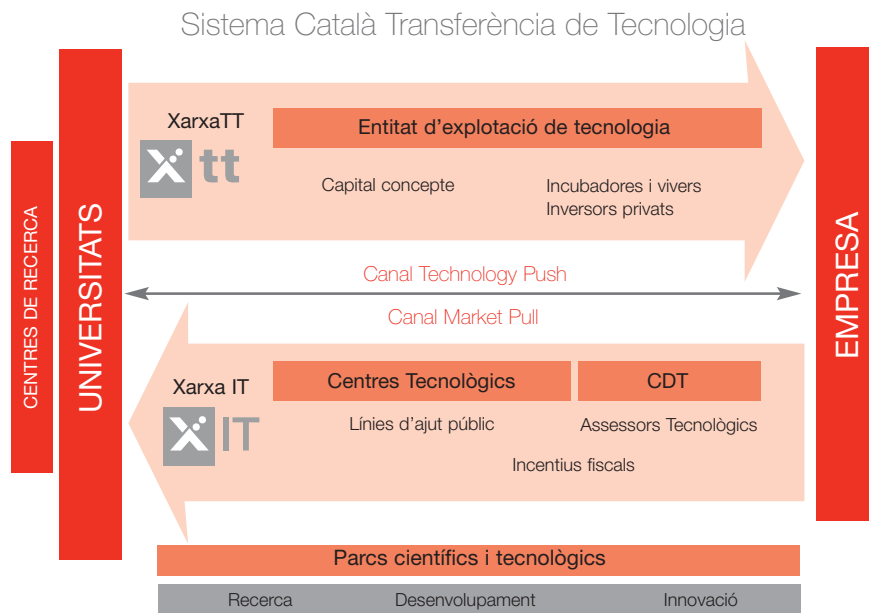 Sistema Català Transferència de Tecnologia
CENTRES DE RECERCA
UNIVERSITATS
XarxaTT
X tt
Entitat d'explotació de tecnologia
Capital concepte
Incubadores i vivers
Inversors privats
Canal Technology Push
Canal Market Pull
Xarxa IT
X IT
Centres Tecnològics
CDT
Línies d'ajut públic
Assessors Tecnològics
Incentius fiscals
EMPRESA
Parcs científics i tecnològics
Recerca
Desenvolupament
Innovació